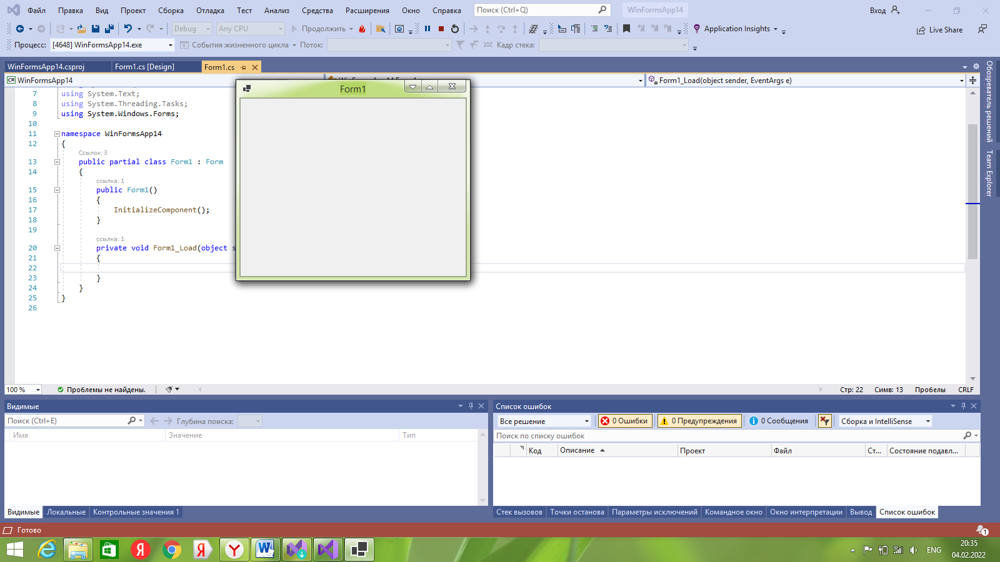 Файл Правка Вид Проект Сборка Отладка Тест Анализ Средства Расширения Окно Справка Поиск (Ctrl+Q) WinFormsApp14 Вход
Debug Any CPU Продолжить Application Insights Live Share
Процесс: [4648] WinFormsApp14.exe События жизненного цикла Поток: Кадр стека:
WinFormsApp14.csproj Form1.cs [Design] Form1.cs
C# WinFormsApp14 Form1_Load(object sender, EventArgs e)
Form1
7 using System.Text;
8 using System.Threading.Tasks;
9 using System.Windows.Forms;
10
11 namespace WinFormsApp14
12 {
Ссылок: 3
13 public partial class Form1 : Form
14 {
ссылка: 1
15 public Form1()
16 {
17 InitializeComponent();
18 }
19
ссылка: 1
20 private void Form1_Load(object s
21 {
22
23 }
24 }
25 }
26
Обозреватель решений
Team Explorer
100 % Проблемы не найдены. Стр: 22 Симв: 13 Пробелы CRLF
Видимые
Поиск (Ctrl+E) Глубина поиска:
Имя Значение Тип
Видимые Локальные Контрольные значения 1
Список ошибок
Все решение 0 Ошибки 0 Предупреждения 0 Сообщения Сборка и IntelliSense
Поиск по списку ошибок
Код Описание Проект Файл Ст... Состояние подавл...
Стек вызовов Точки останова Параметры исключений Командное окно Окно интерпретации Вывод Список ошибок
Готово 1
ENG 20:35
04.02.2022